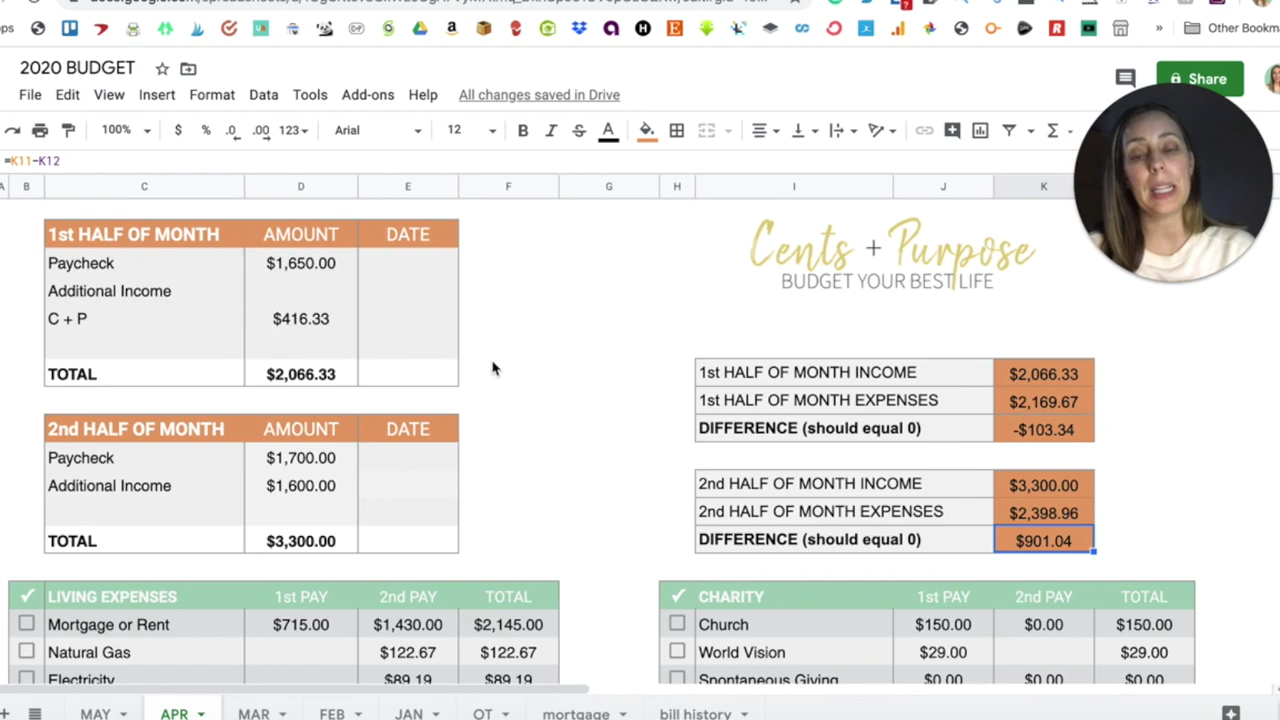 Other Bookm
2020 BUDGET
Share
File Edit View Insert Format Data Tools Add-ons Help All changes saved in Drive
100% $ % .0 .00 123 Arial 12 B I S A Σ
=K11-K12
A B C D E F G H I J K
1st HALF OF MONTH AMOUNT DATE
Paycheck $1,650.00
Additional Income
C + P $416.33
TOTAL $2,066.33
Cents + Purpose
BUDGET YOUR BEST LIFE
2nd HALF OF MONTH AMOUNT DATE
Paycheck $1,700.00
Additional Income $1,600.00
TOTAL $3,300.00
1st HALF OF MONTH INCOME $2,066.33
1st HALF OF MONTH EXPENSES $2,169.67
DIFFERENCE (should equal 0) -$103.34
2nd HALF OF MONTH INCOME $3,300.00
2nd HALF OF MONTH EXPENSES $2,398.96
DIFFERENCE (should equal 0) $901.04
LIVING EXPENSES 1st PAY 2nd PAY TOTAL
Mortgage or Rent $715.00 $1,430.00 $2,145.00
Natural Gas $122.67 $122.67
Electricity $89.19 $89.19
CHARITY 1st PAY 2nd PAY TOTAL
Church $150.00 $0.00 $150.00
World Vision $29.00 $29.00
Spontaneous Giving $0.00 $0.00 $0.00
MAY APR MAR FEB JAN OT mortgage bill history